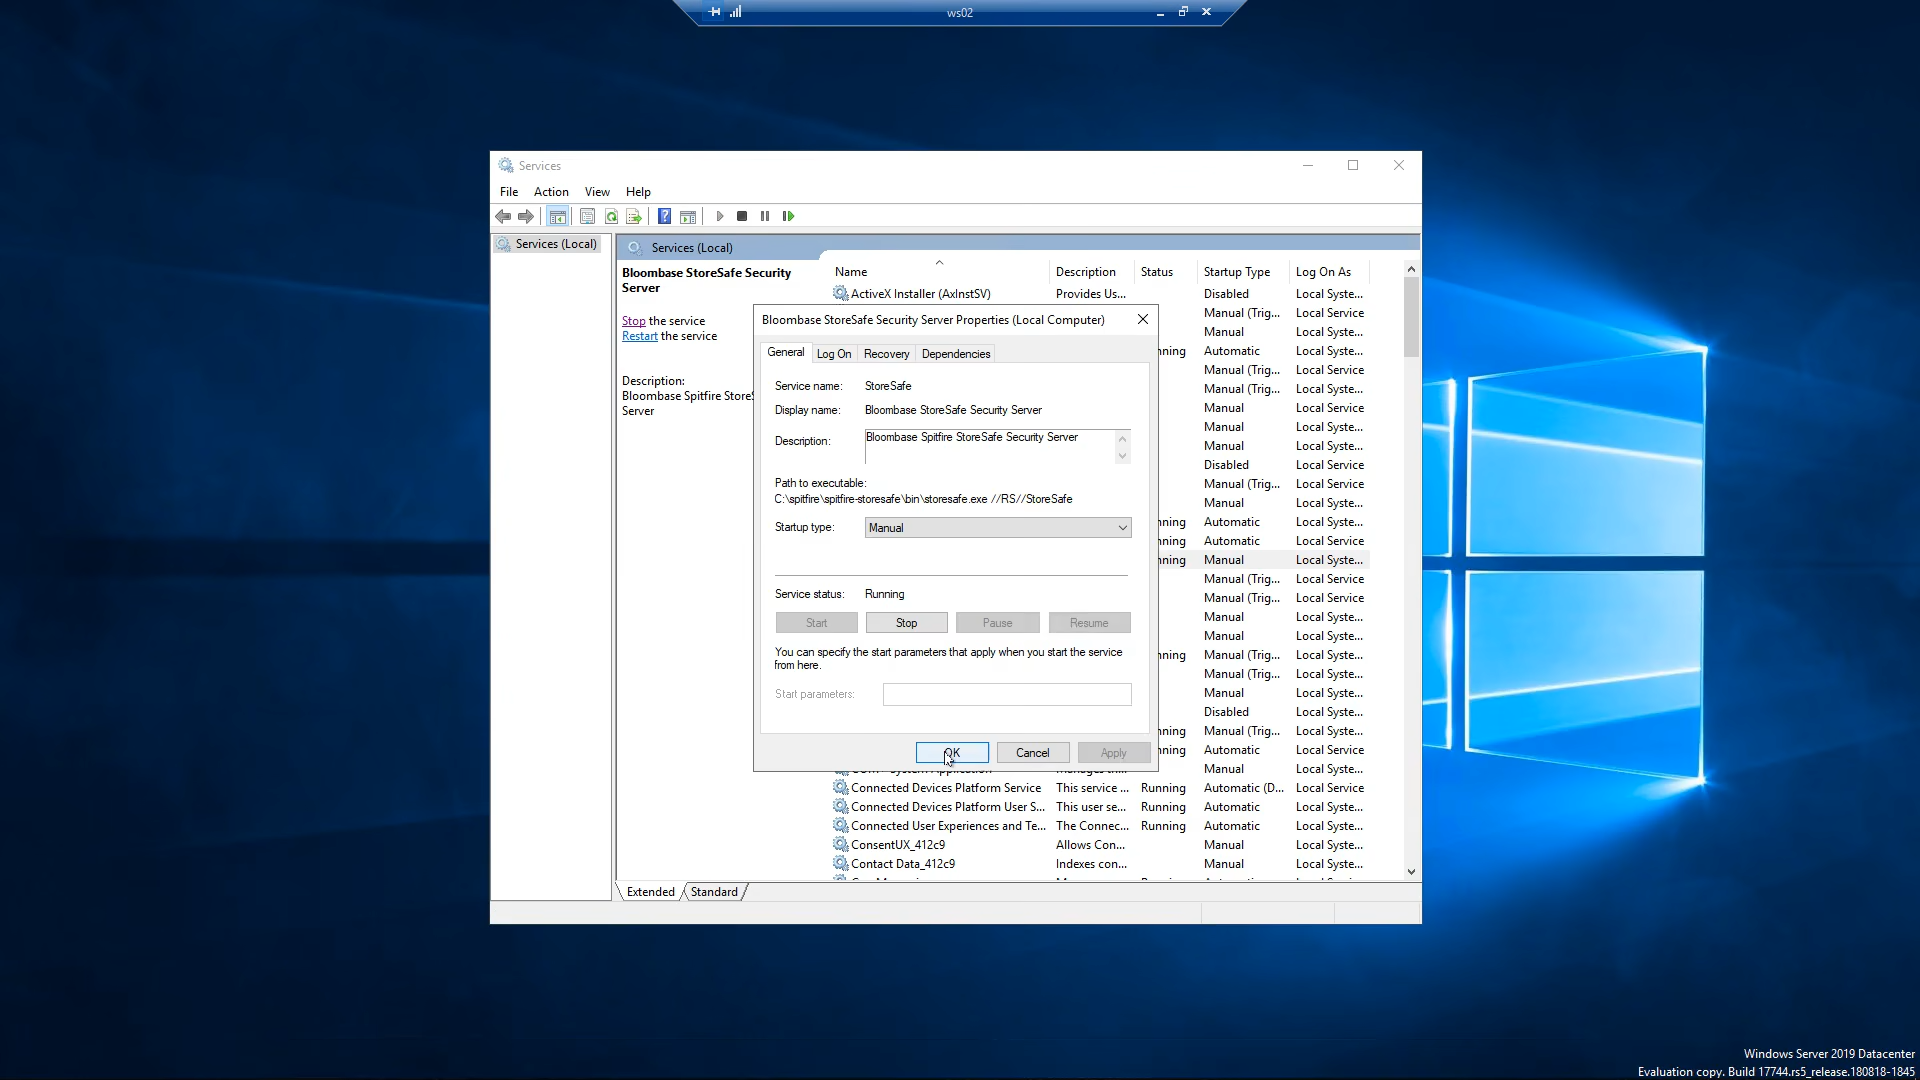 ws02
Services
File Action View Help
Services (Local)
Services (Local)
Bloombase StoreSafe Security
Server
Stop the service
Restart the service
Description:
Bloombase Spitfire
Server
Name Description Status Startup Type Log On As
ActiveX Installer (AxInstSV) Provides Us... Disabled Local Syste...
Manual (Trig... Local Service
Manual Local Syste...
Automatic Local Syste...
Manual (Trig... Local Syste...
Manual (Trig... Local Syste...
Manual Local Service
Manual Local Syste...
Disabled Local Service
Manual (Trig... Local Service
Manual Local Syste...
Automatic Local Syste...
Automatic Local Service
Manual Local Syste...
Manual (Trig... Local Service
Manual (Trig... Local Service
Manual Local Syste...
Manual Local Syste...
Manual (Trig... Local Syste...
Manual (Trig... Local Syste...
Manual Local Syste...
Disabled Local Syste...
Manual (Trig... Local Syste...
Automatic Local Service
Manual Local Syste...
Connected Devices Platform Service This service ... Running Automatic (D... Local Service
Connected Devices Platform User S... This user se... Running Automatic Local Syste...
Connected User Experiences and Te... The Connec... Running Automatic Local Syste...
ConsentUX_412c9 Allows Con... Manual Local Syste...
Contact Data_412c9 Indexes con... Manual Local Syste...
Extended Standard
Bloombase StoreSafe Security Server Properties (Local Computer)
General Log On Recovery Dependencies
Service name: StoreSafe
Display name: Bloombase StoreSafe Security Server
Description: Bloombase Spitfire StoreSafe Security Server
Path to executable:
C:\spitfire\spitfire-storesafe\bin\storesafe.exe //RS//StoreSafe
Startup type: Manual
Service status: Running
Start Stop Pause Resume
You can specify the start parameters that apply when you start the service
from here.
Start parameters:
OK Cancel Apply
Windows Server 2019 Datacenter
Evaluation copy. Build 17744.rs5_release.180818-1845